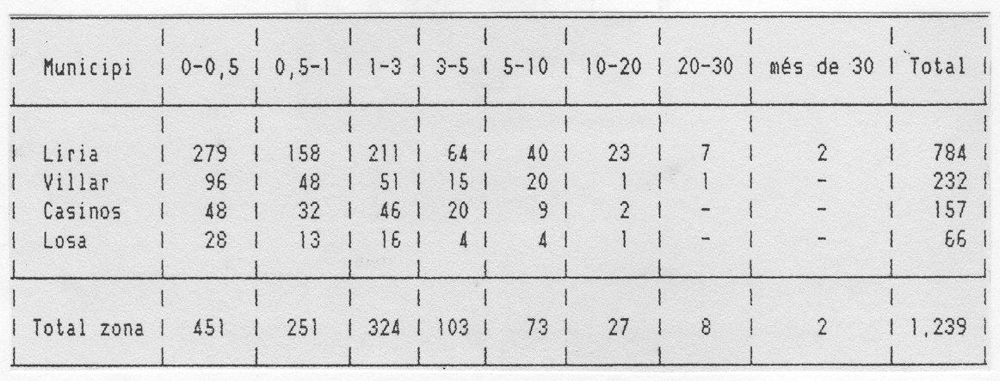 Municipi | 0-0,5 | 0,5-1 | 1-3 | 3-5 | 5-10 | 10-20 | 20-30 | més de 30 | Total
Liria | 279 | 158 | 211 | 64 | 40 | 23 | 7 | 2 | 784
Villar | 96 | 48 | 51 | 15 | 20 | 1 | 1 | - | 232
Casinos | 48 | 32 | 46 | 20 | 9 | 2 | - | - | 157
Losa | 28 | 13 | 16 | 4 | 4 | 1 | - | - | 66
Total zona | 451 | 251 | 324 | 103 | 73 | 27 | 8 | 2 | 1,239